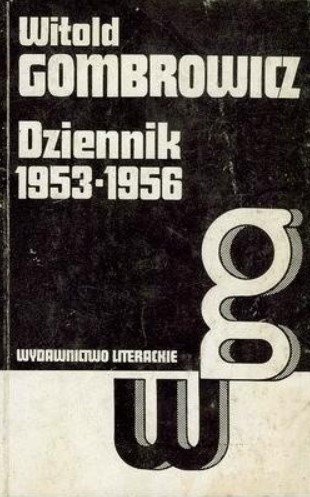 Witold
GOMBROWICZ
Dziennik
1953·1956
g
WYDAWNICTWO LITERACKIE
w